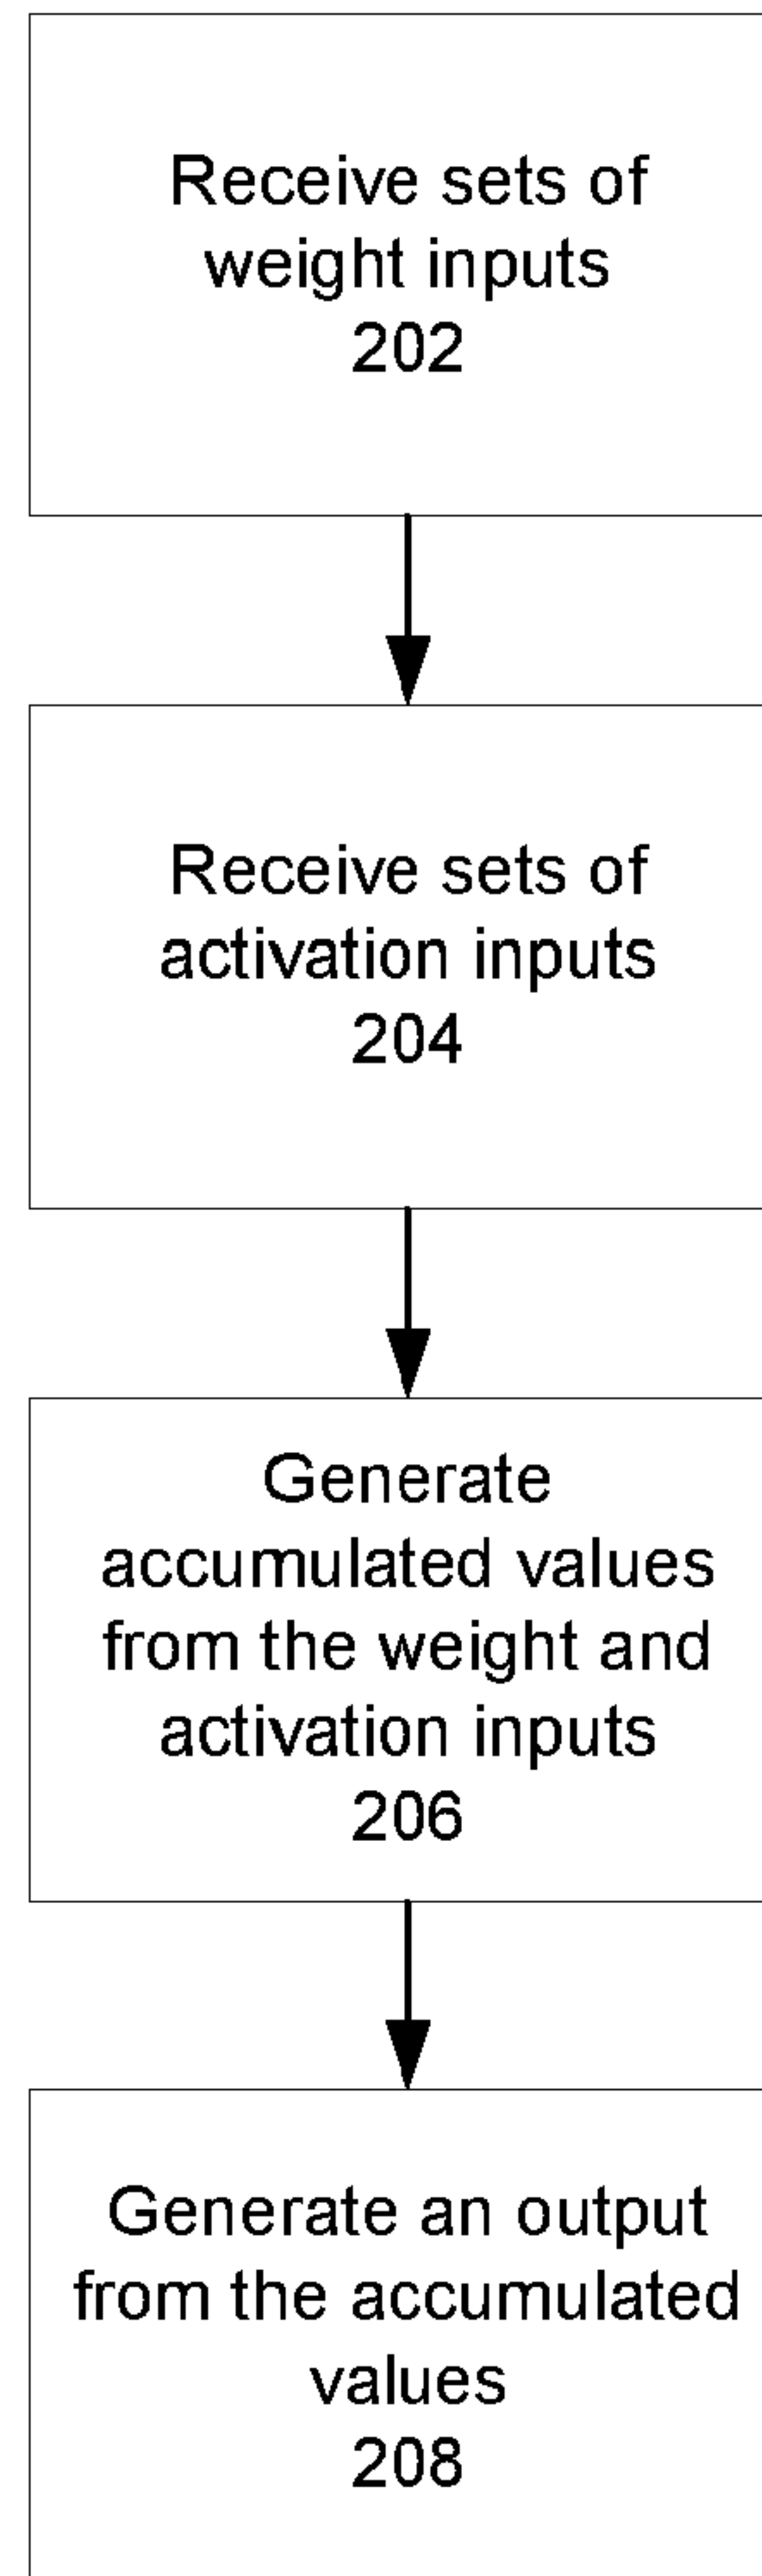 Receive sets of
weight inputs
202
Receive sets of
activation inputs
204
Generate
accumulated values
from the weight and
activation inputs
206
Generate an output
from the accumulated
values
208